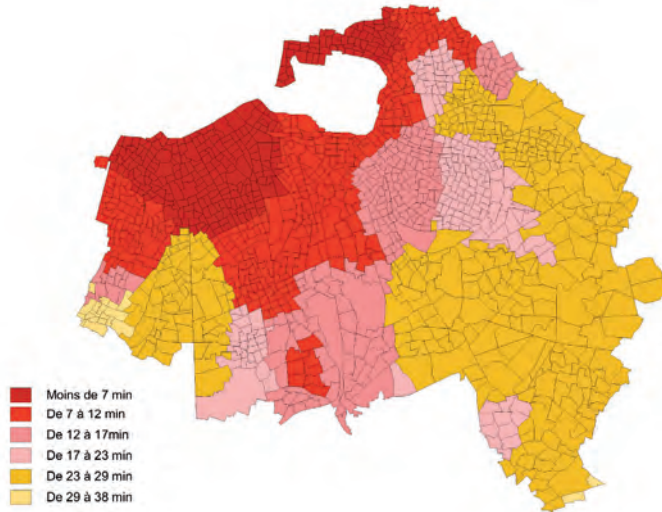 Moins de 7 min
De 7 à 12 min
De 12 à 17min
De 17 à 23 min
De 23 à 29 min
De 29 à 38 min